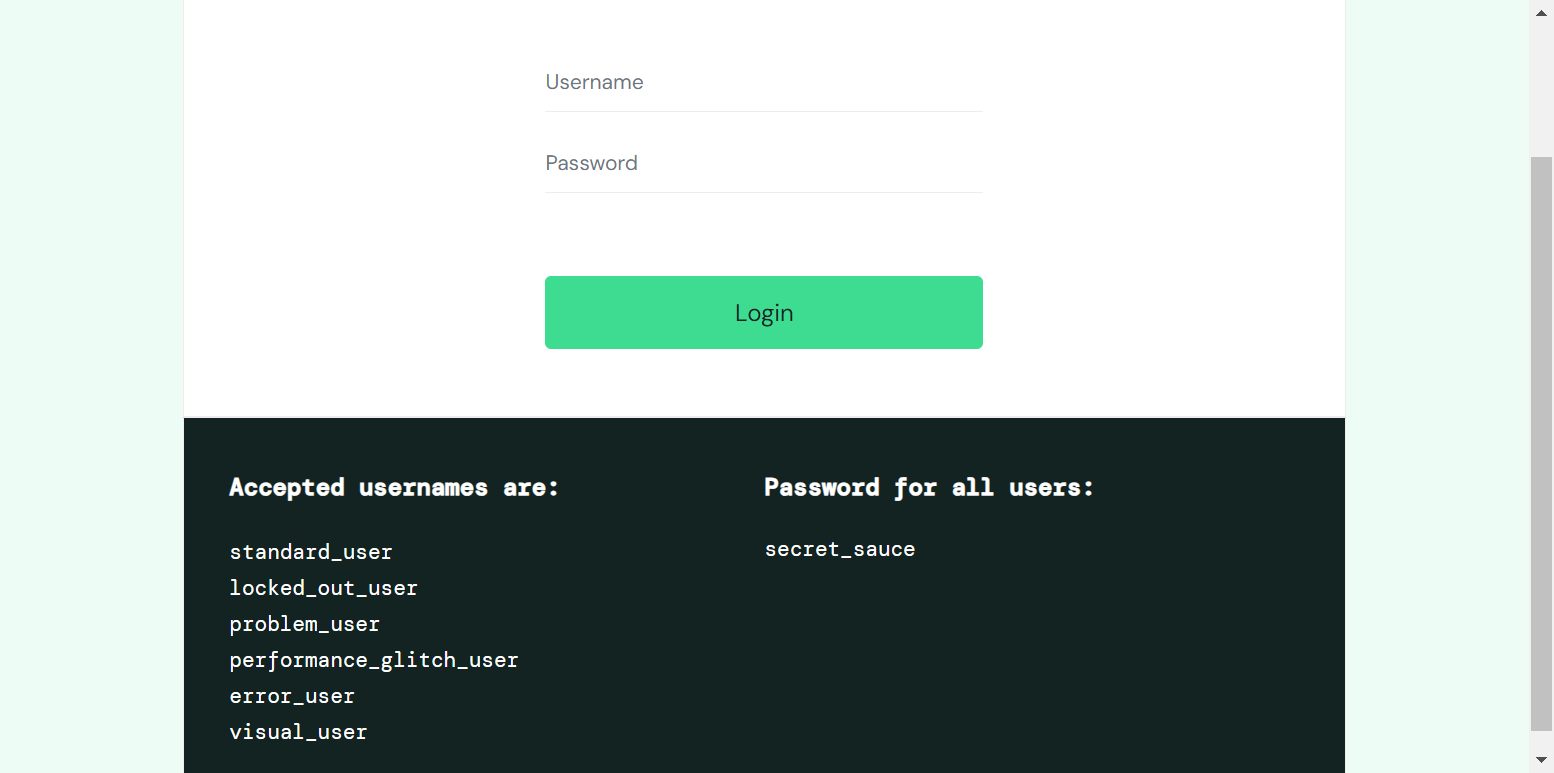 Username
Password
Login
Accepted usernames are:
standard_user
locked_out_user
problem_user
performance_glitch_user
error_user
visual_user
Password for all users:
secret_sauce